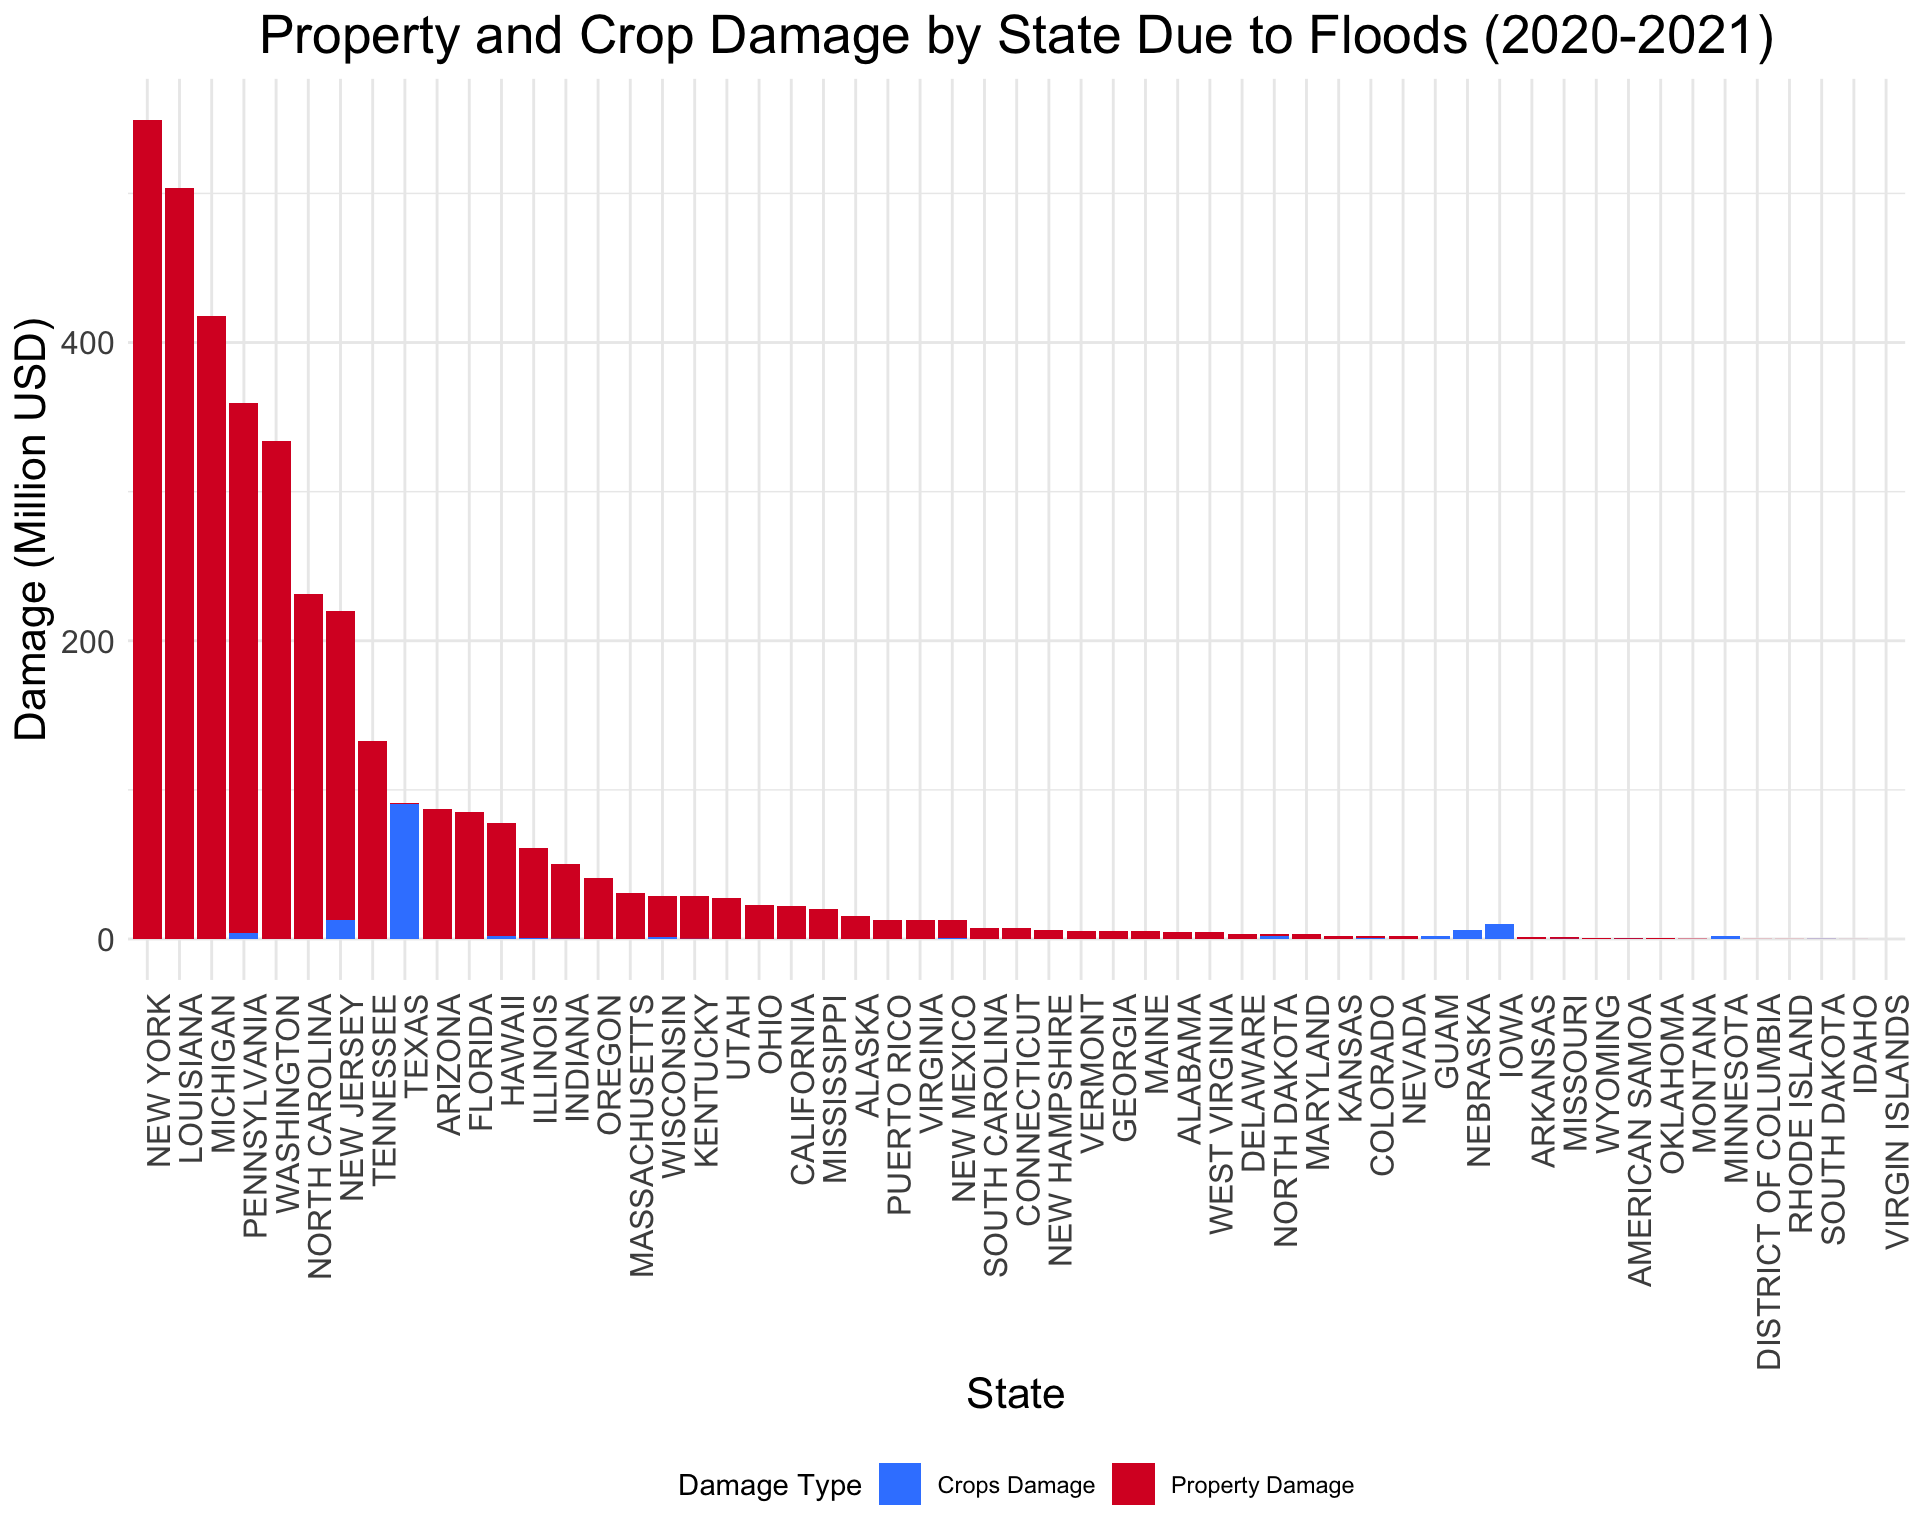 Property and Crop Damage by State Due to Floods (2020-2021)
Damage (Million USD)
400
200
0
NEW YORK
LOUISIANA
MICHIGAN
PENNSYLVANIA
WASHINGTON
NORTH CAROLINA
NEW JERSEY
TENNESSEE
TEXAS
ARIZONA
FLORIDA
HAWAII
ILLINOIS
INDIANA
OREGON
MASSACHUSETTS
WISCONSIN
KENTUCKY
UTAH
OHIO
CALIFORNIA
MISSISSIPPI
ALASKA
PUERTO RICO
VIRGINIA
NEW MEXICO
SOUTH CAROLINA
CONNECTICUT
NEW HAMPSHIRE
VERMONT
GEORGIA
MAINE
ALABAMA
WEST VIRGINIA
DELAWARE
NORTH DAKOTA
MARYLAND
KANSAS
COLORADO
NEVADA
GUAM
NEBRASKA
IOWA
ARKANSAS
MISSOURI
WYOMING
AMERICAN SAMOA
OKLAHOMA
MONTANA
MINNESOTA
DISTRICT OF COLUMBIA
RHODE ISLAND
SOUTH DAKOTA
IDAHO
VIRGIN ISLANDS
State
Damage Type
Crops Damage
Property Damage